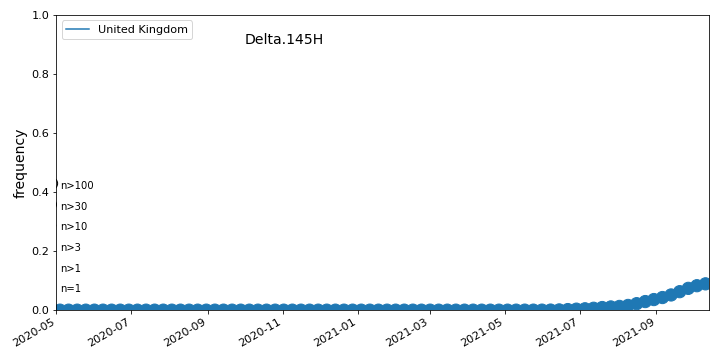 United Kingdom
Delta.145H
frequency
1.0
0.8
0.6
0.4
0.2
0.0
n>100
n>30
n>10
n>3
n>1
n=1
2020-05
2020-07
2020-09
2020-11
2021-01
2021-03
2021-05
2021-07
2021-09